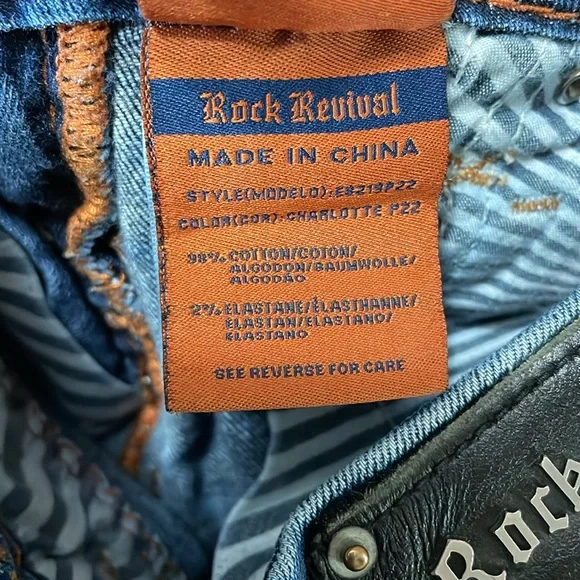 Rock Revival
MADE IN CHINA
STYLE(MODELO):E8219P22
COLOR(COR):CHARLOTTE P22
98% COTTON/COTON/
ALGODON/BAUMWOLLE/
ALGODAO
2% ELASTANE/ÉLASTHANNE/
ELASTAN/ELASTANO/
ELASTANO
SEE REVERSE FOR CARE
Rock